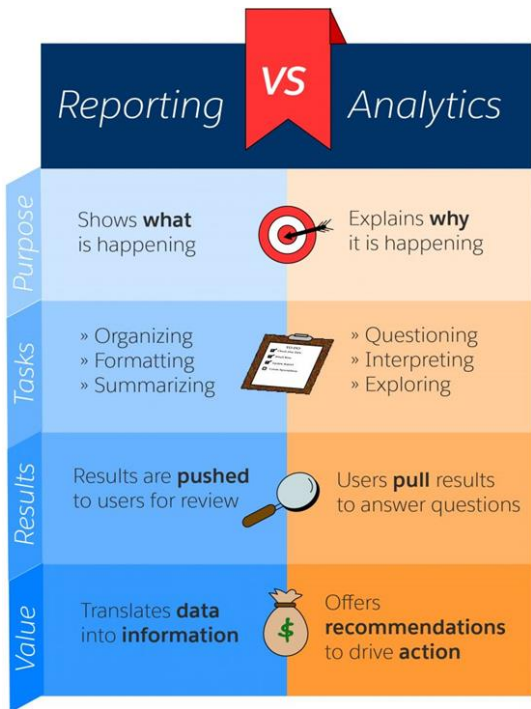 Reporting
VS
Analytics
Purpose
Shows what
is happening
Explains why
it is happening
Tasks
» Organizing
» Formatting
» Summarizing
» Questioning
» Interpreting
» Exploring
Results
Results are pushed
to users for review
Users pull results
to answer questions
Value
Translates data
into information
$
Offers
recommendations
to drive action